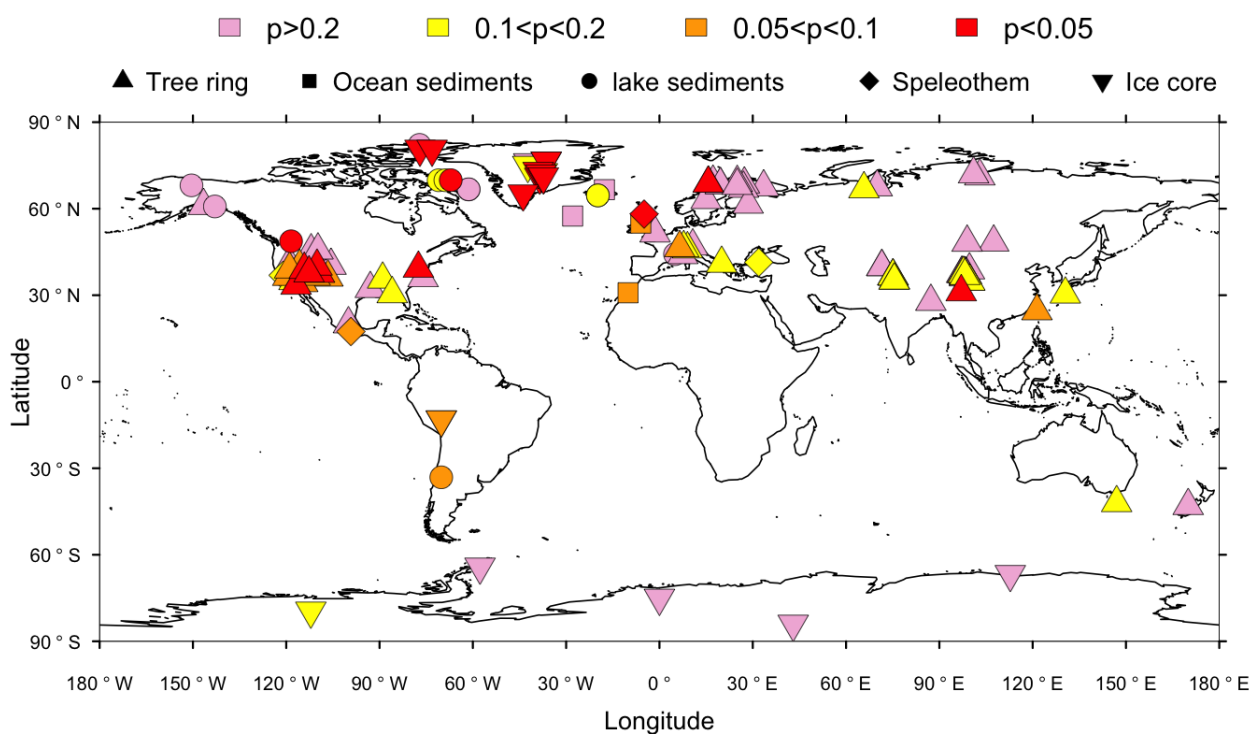 p>0.2 0.1<p<0.2 0.05<p<0.1 p<0.05
Tree ring Ocean sediments lake sediments Speleothem Ice core
90 ° N
60 ° N
30 ° N
0 °
30 ° S
60 ° S
90 ° S
Latitude
180 ° W 150 ° W 120 ° W 90 ° W 60 ° W 30 ° W 0 ° 30 ° E 60 ° E 90 ° E 120 ° E 150 ° E 180 ° E
Longitude